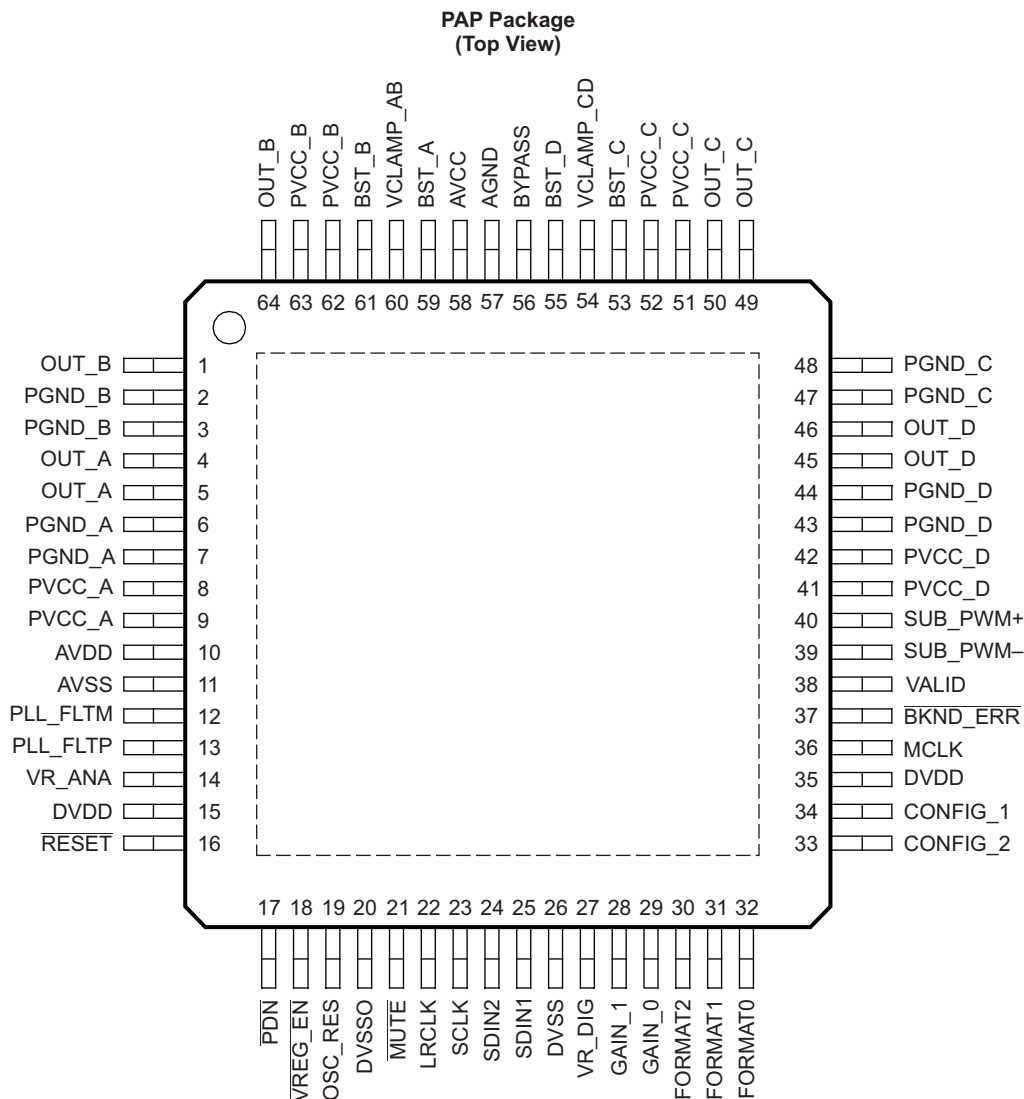 PAP Package
(Top View)
OUT_B
PVCC_B
PVCC_B
BST_B
VCLAMP_AB
BST_A
AVCC
AGND
BYPASS
BST_D
VCLAMP_CD
BST_C
PVCC_C
PVCC_C
OUT_C
OUT_C
64 63 62 61 60 59 58 57 56 55 54 53 52 51 50 49
OUT_B 1
PGND_B 2
PGND_B 3
OUT_A 4
OUT_A 5
PGND_A 6
PGND_A 7
PVCC_A 8
PVCC_A 9
AVDD 10
AVSS 11
PLL_FLTM 12
PLL_FLTP 13
VR_ANA 14
DVDD 15
RESET 16
48 PGND_C
47 PGND_C
46 OUT_D
45 OUT_D
44 PGND_D
43 PGND_D
42 PVCC_D
41 PVCC_D
40 SUB_PWM+
39 SUB_PWM–
38 VALID
37 BKND_ERR
36 MCLK
35 DVDD
34 CONFIG_1
33 CONFIG_2
17 18 19 20 21 22 23 24 25 26 27 28 29 30 31 32
PDN
VREG_EN
OSC_RES
DVSSO
MUTE
LRCLK
SCLK
SDIN2
SDIN1
DVSS
VR_DIG
GAIN_1
GAIN_0
FORMAT2
FORMAT1
FORMAT0